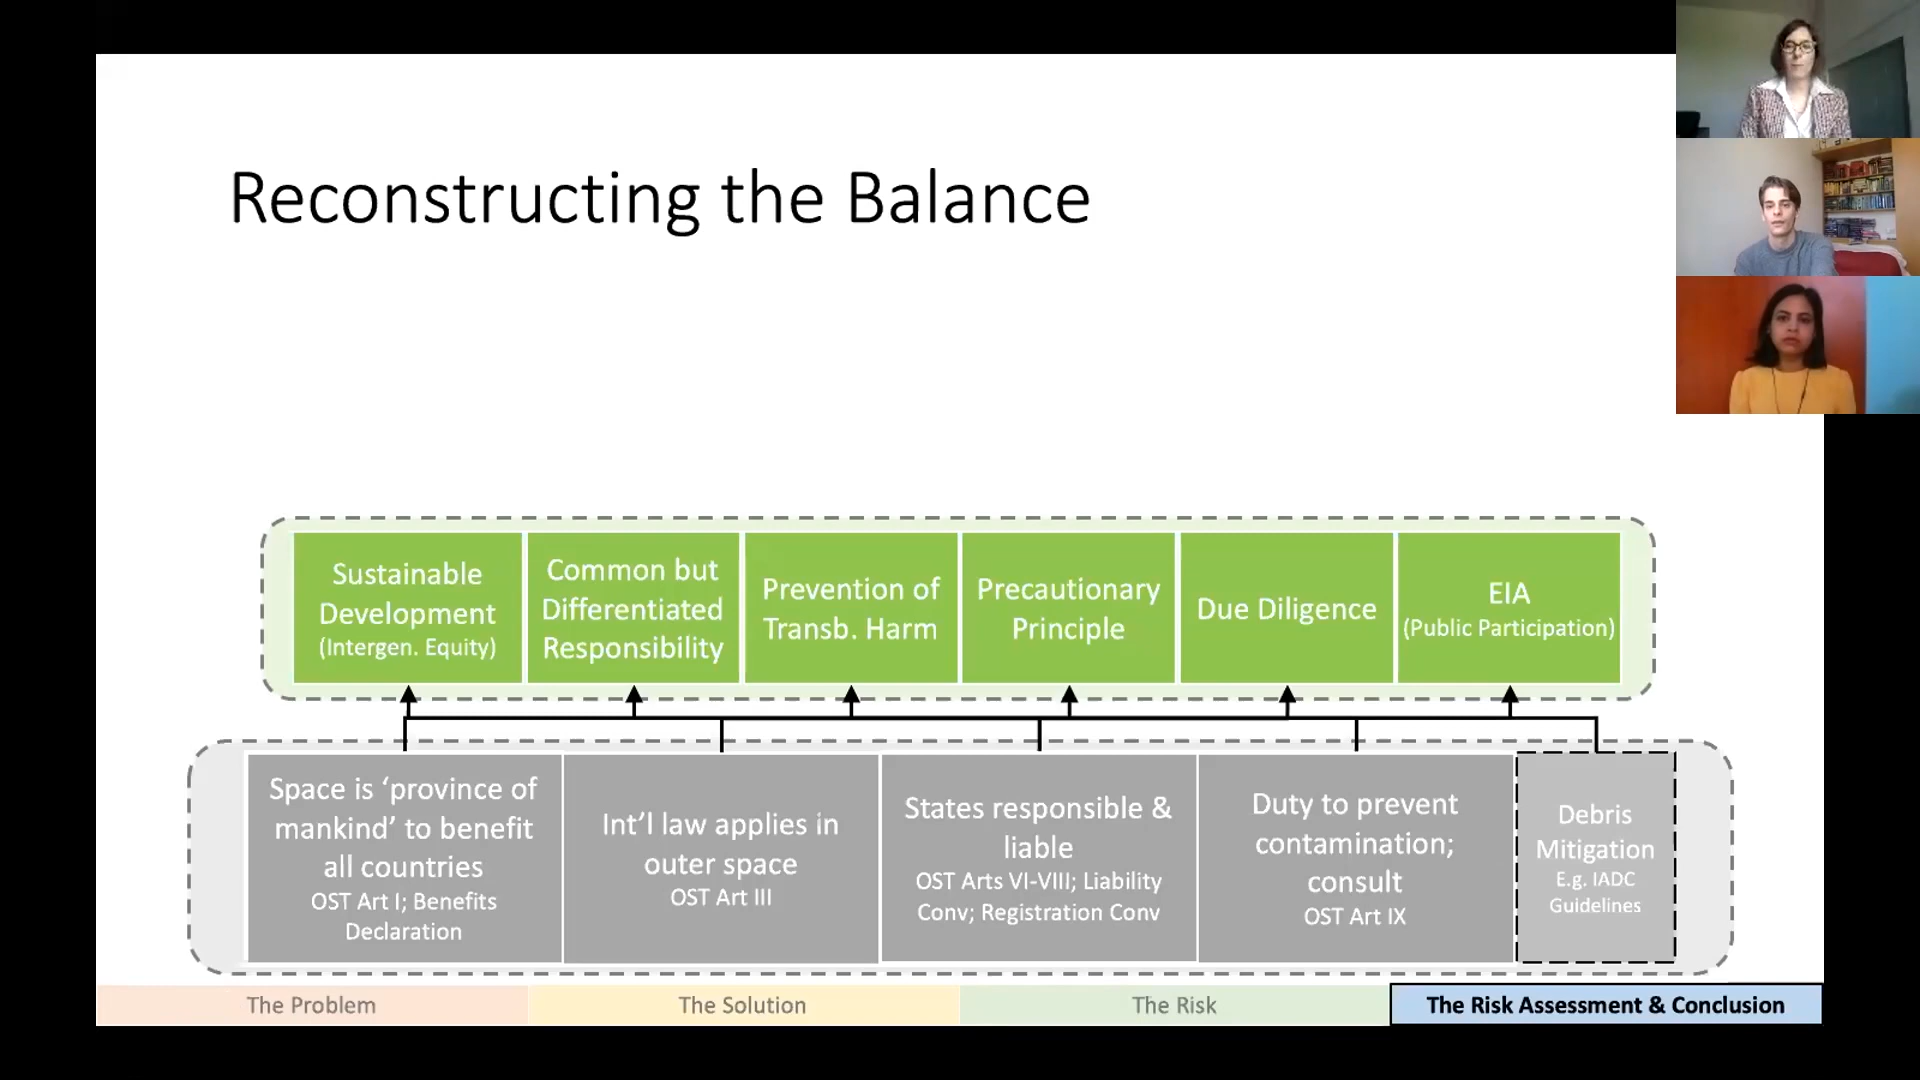 Reconstructing the Balance
Sustainable
Development
(Intergen. Equity)
Common but
Differentiated
Responsibility
Prevention of
Transb. Harm
Precautionary
Principle
Due Diligence
EIA
(Public Participation)
Space is ‘province of
mankind’ to benefit
all countries
OST Art I; Benefits
Declaration
Int’l law applies in
outer space
OST Art III
States responsible &
liable
OST Arts VI-VIII; Liability
Conv; Registration Conv
Duty to prevent
contamination;
consult
OST Art IX
Debris
Mitigation
E.g. IADC
Guidelines
The Problem
The Solution
The Risk
The Risk Assessment & Conclusion